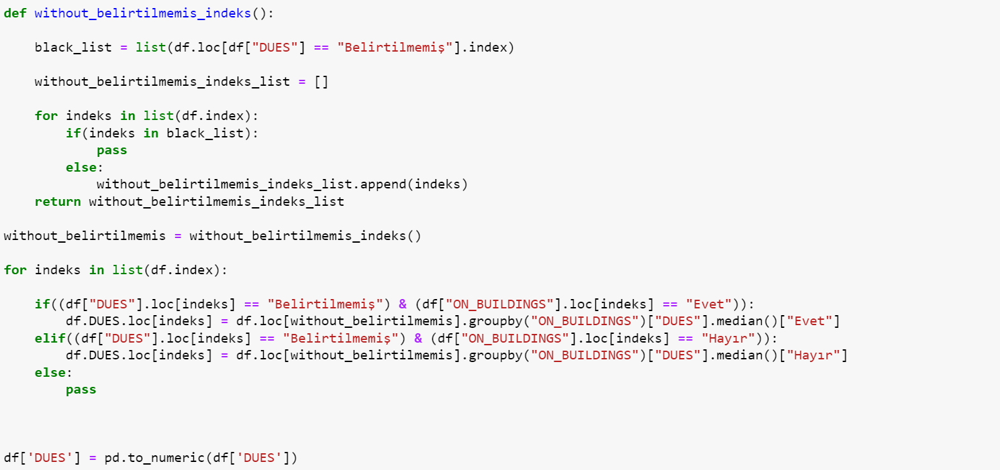 def without_belirtilmemis_indeks():
    black_list = list(df.loc[df["DUES"] == "Belirtilmemiş"].index)
    without_belirtilmemis_indeks_list = []
    for indeks in list(df.index):
        if(indeks in black_list):
            pass
        else:
            without_belirtilmemis_indeks_list.append(indeks)
    return without_belirtilmemis_indeks_list
without_belirtilmemis = without_belirtilmemis_indeks()
for indeks in list(df.index):
    if((df["DUES"].loc[indeks] == "Belirtilmemiş") & (df["ON_BUILDINGS"].loc[indeks] == "Evet")):
        df.DUES.loc[indeks] = df.loc[without_belirtilmemis].groupby("ON_BUILDINGS")["DUES"].median()["Evet"]
    elif((df["DUES"].loc[indeks] == "Belirtilmemiş") & (df["ON_BUILDINGS"].loc[indeks] == "Hayır")):
        df.DUES.loc[indeks] = df.loc[without_belirtilmemis].groupby("ON_BUILDINGS")["DUES"].median()["Hayır"]
    else:
        pass
df['DUES'] = pd.to_numeric(df['DUES'])